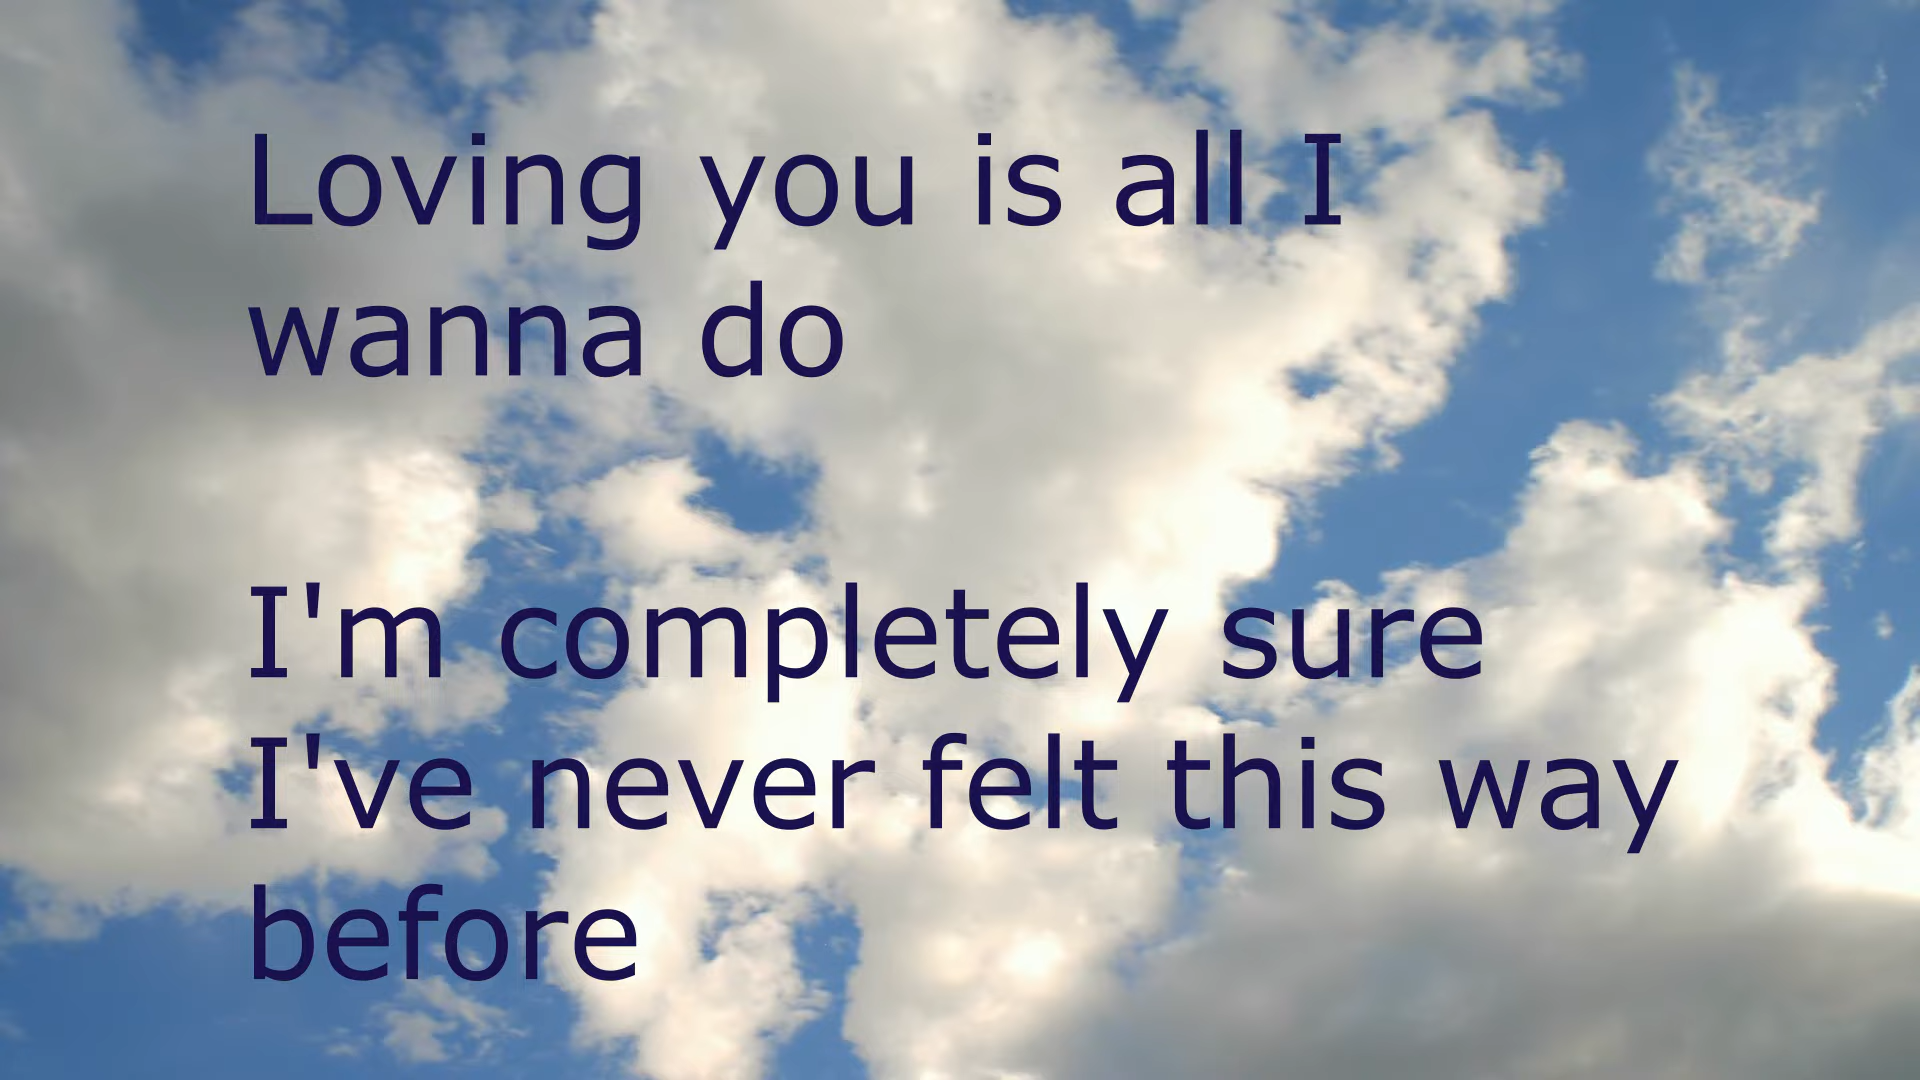 Loving you is all I
wanna do
I'm completely sure
I've never felt this way
before